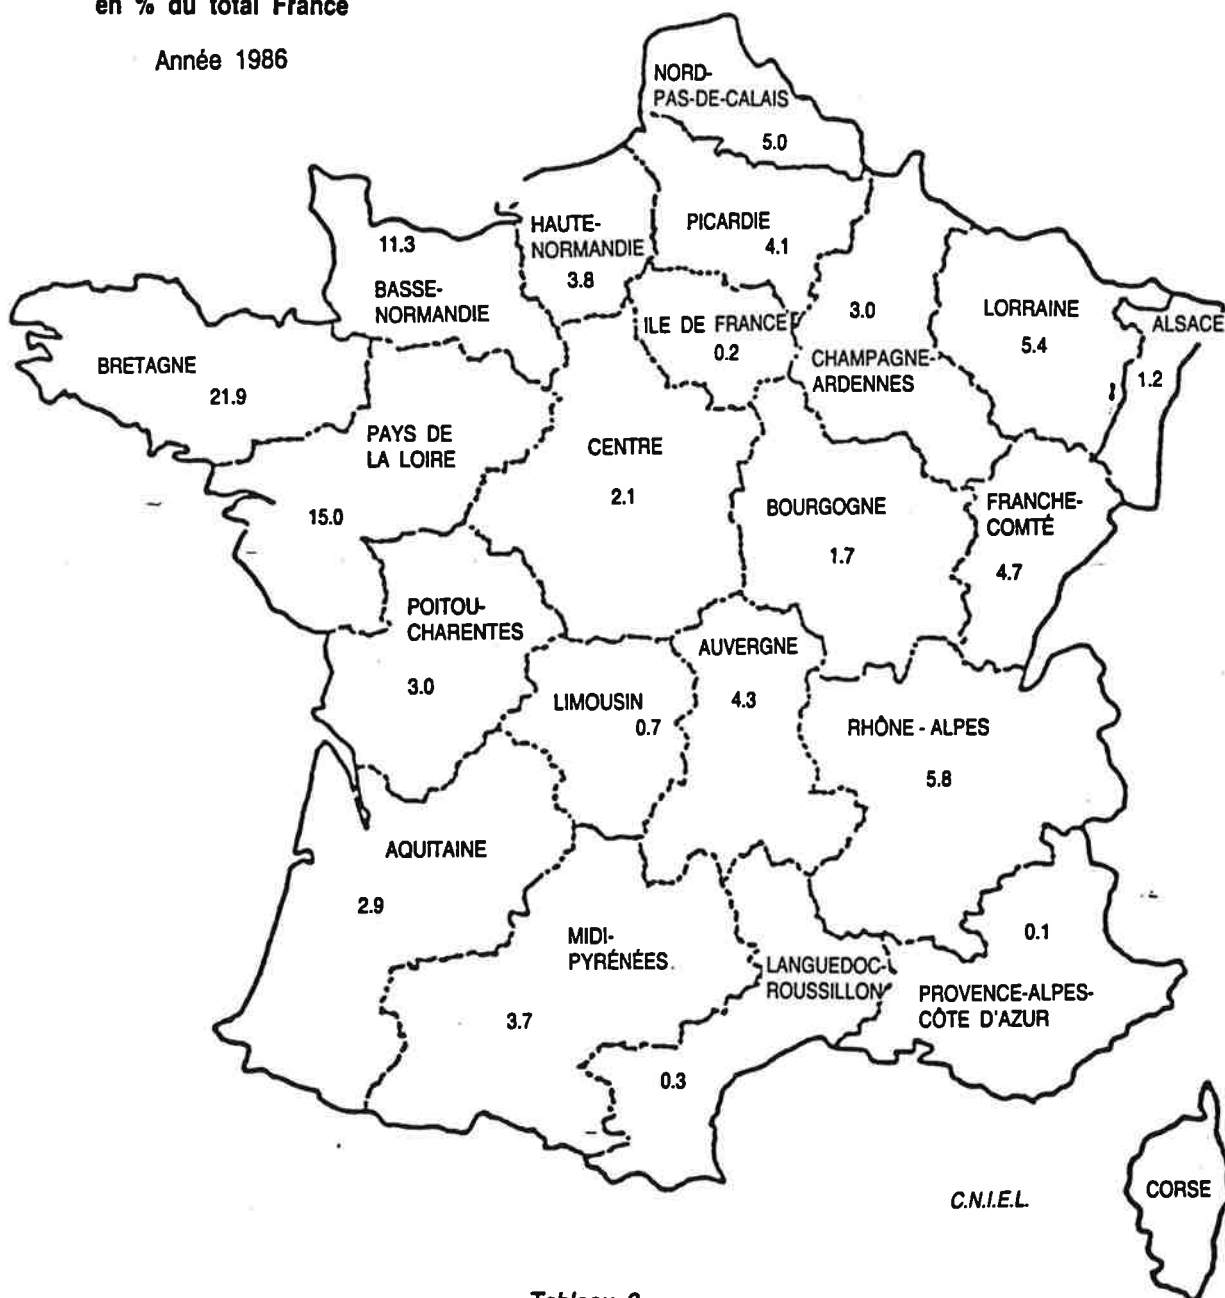 en % du total France
Année 1986
NORD-
PAS-DE-CALAIS
5.0
HAUTE-
NORMANDIE
3.8
PICARDIE
4.1
11.3
BASSE-
NORMANDIE
ILE DE FRANCE
0.2
3.0
CHAMPAGNE-
ARDENNES
LORRAINE
5.4
ALSACE
1.2
BRETAGNE
21.9
PAYS DE
LA LOIRE
15.0
CENTRE
2.1
BOURGOGNE
1.7
FRANCHE-
COMTÉ
4.7
POITOU-
CHARENTES
3.0
LIMOUSIN
0.7
AUVERGNE
4.3
RHÔNE - ALPES
5.8
AQUITAINE
2.9
MIDI-
PYRÉNÉES
3.7
LANGUEDOC-
ROUSSILLON
0.3
0.1
PROVENCE-ALPES-
CÔTE D'AZUR
C.N.I.E.L.
CORSE